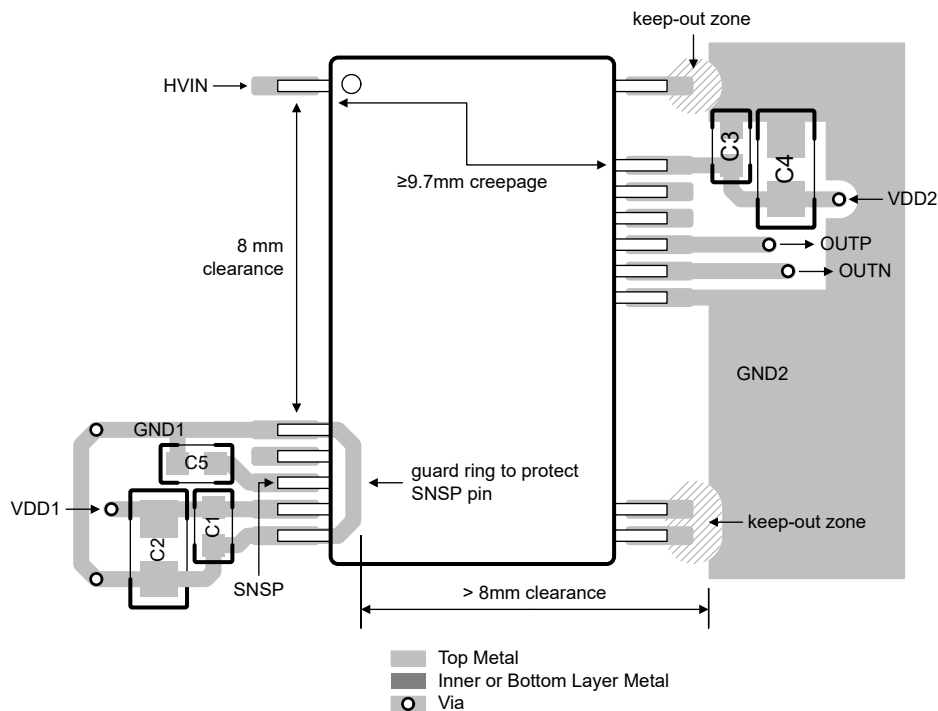 keep-out zone
HVIN
C3
C4
≥9.7mm creepage
VDD2
8 mm
clearance
OUTP
OUTN
GND2
GND1
C5
guard ring to protect
SNSP pin
VDD1
C2
C1
keep-out zone
SNSP
> 8mm clearance
Top Metal
Inner or Bottom Layer Metal
Via